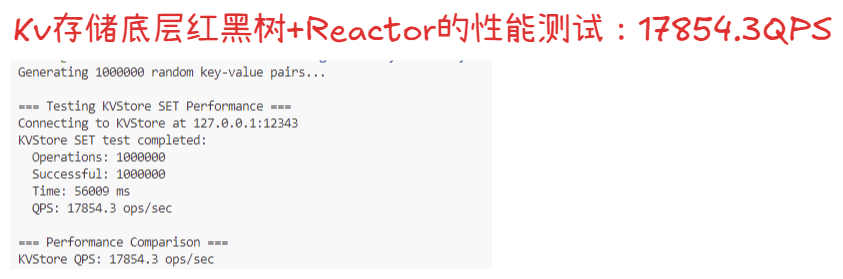 Kv存储底层红黑树+Reactor的性能测试：17854.3QPS
Generating 1000000 random key-value pairs...
=== Testing KVStore SET Performance ===
Connecting to KVStore at 127.0.0.1:12343
KVStore SET test completed:
Operations: 1000000
Successful: 1000000
Time: 56009 ms
QPS: 17854.3 ops/sec
=== Performance Comparison ===
KVStore QPS: 17854.3 ops/sec